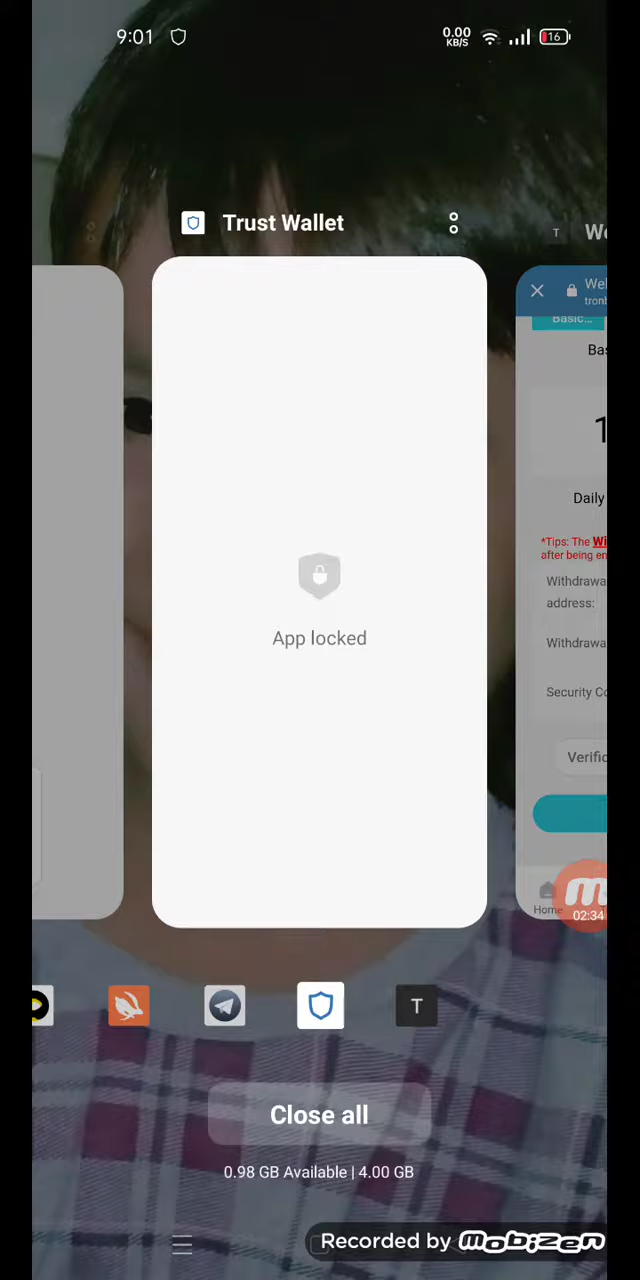 9:01
0.00
KB/S
16
Trust Wallet
T
We
Wel
tronb
Basic...
Bas
1
Daily
*Tips: The Wi
after being en
Withdrawa
address:
Withdrawa
Security Co
Verific
Home
App locked
02:34
T
Close all
0.98 GB Available | 4.00 GB
Recorded by mobizen